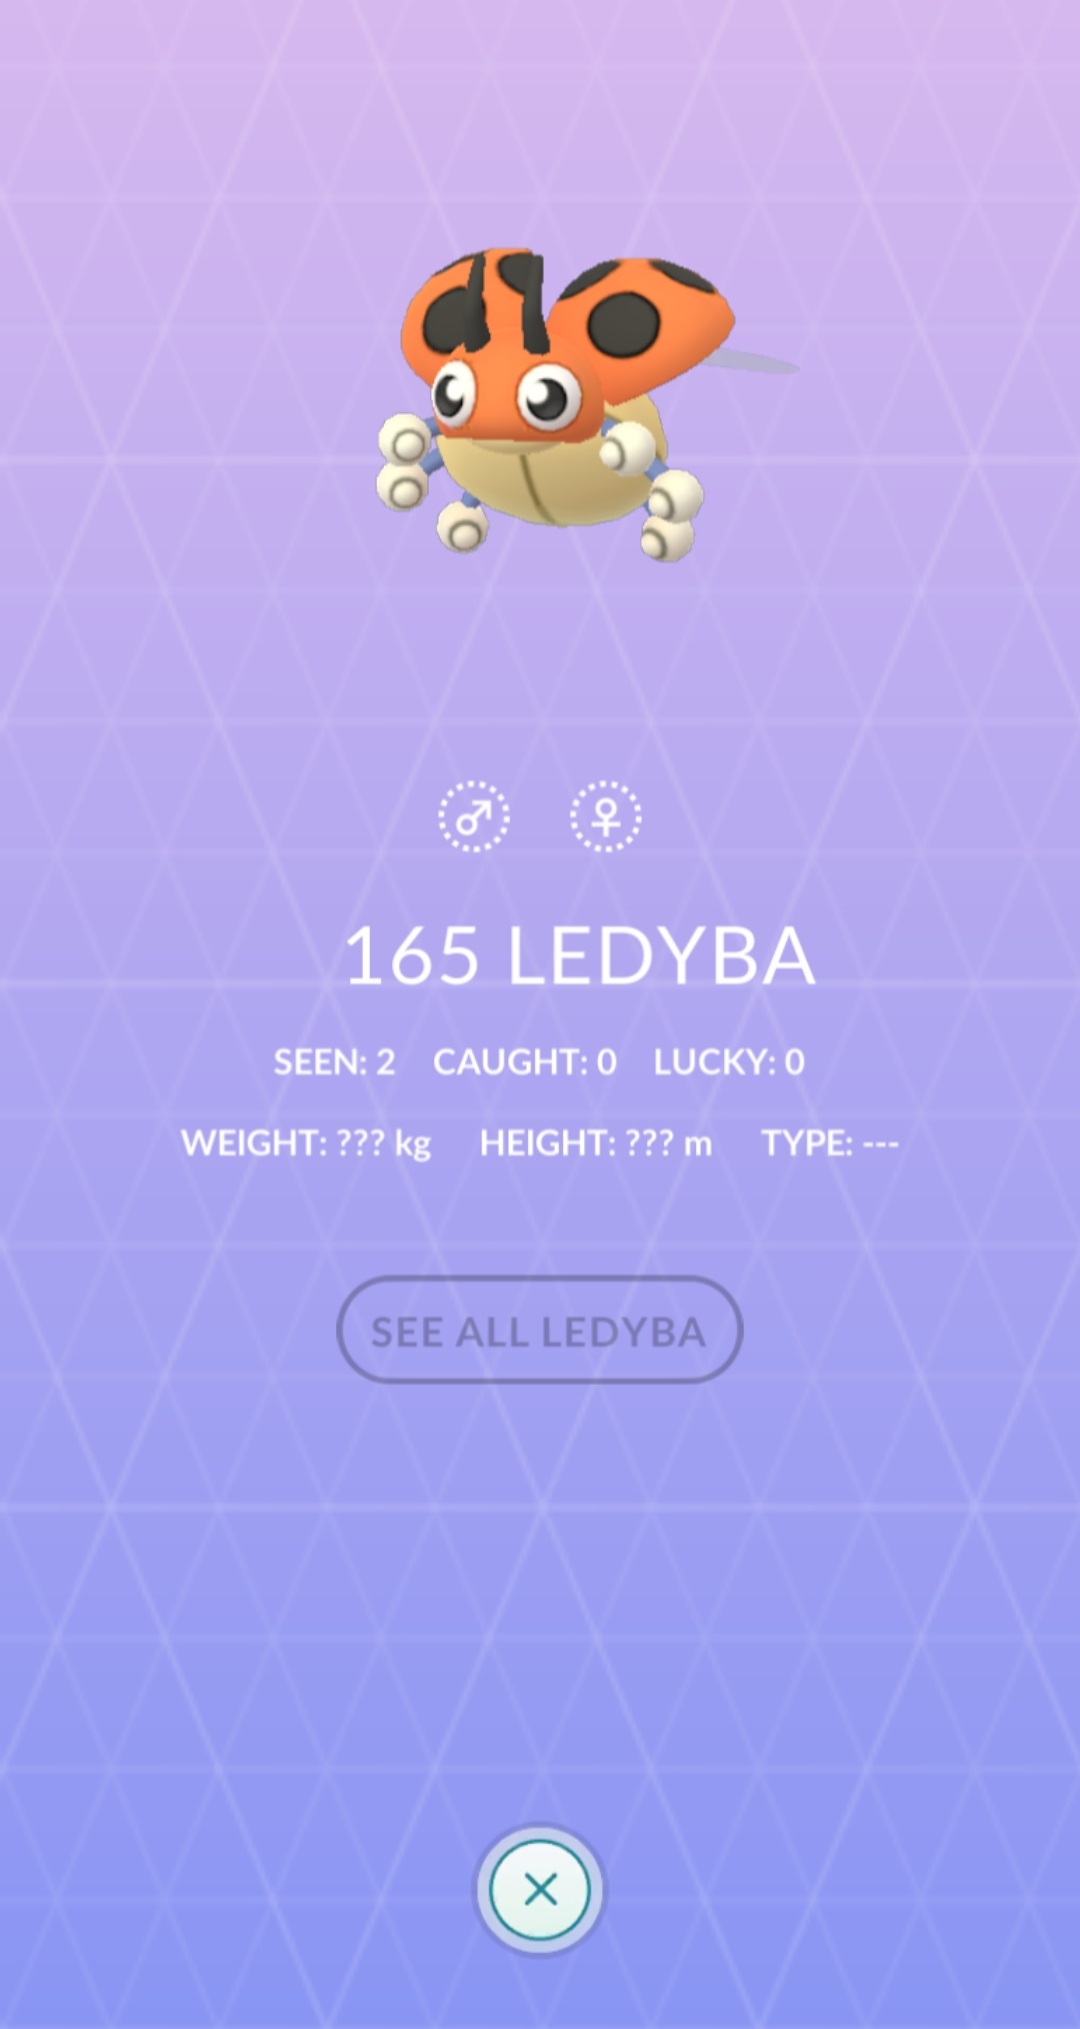 165 LEDYBA
SEEN: 2 CAUGHT: 0 LUCKY: 0
WEIGHT: ??? kg HEIGHT: ??? m TYPE: ---
SEE ALL LEDYBA